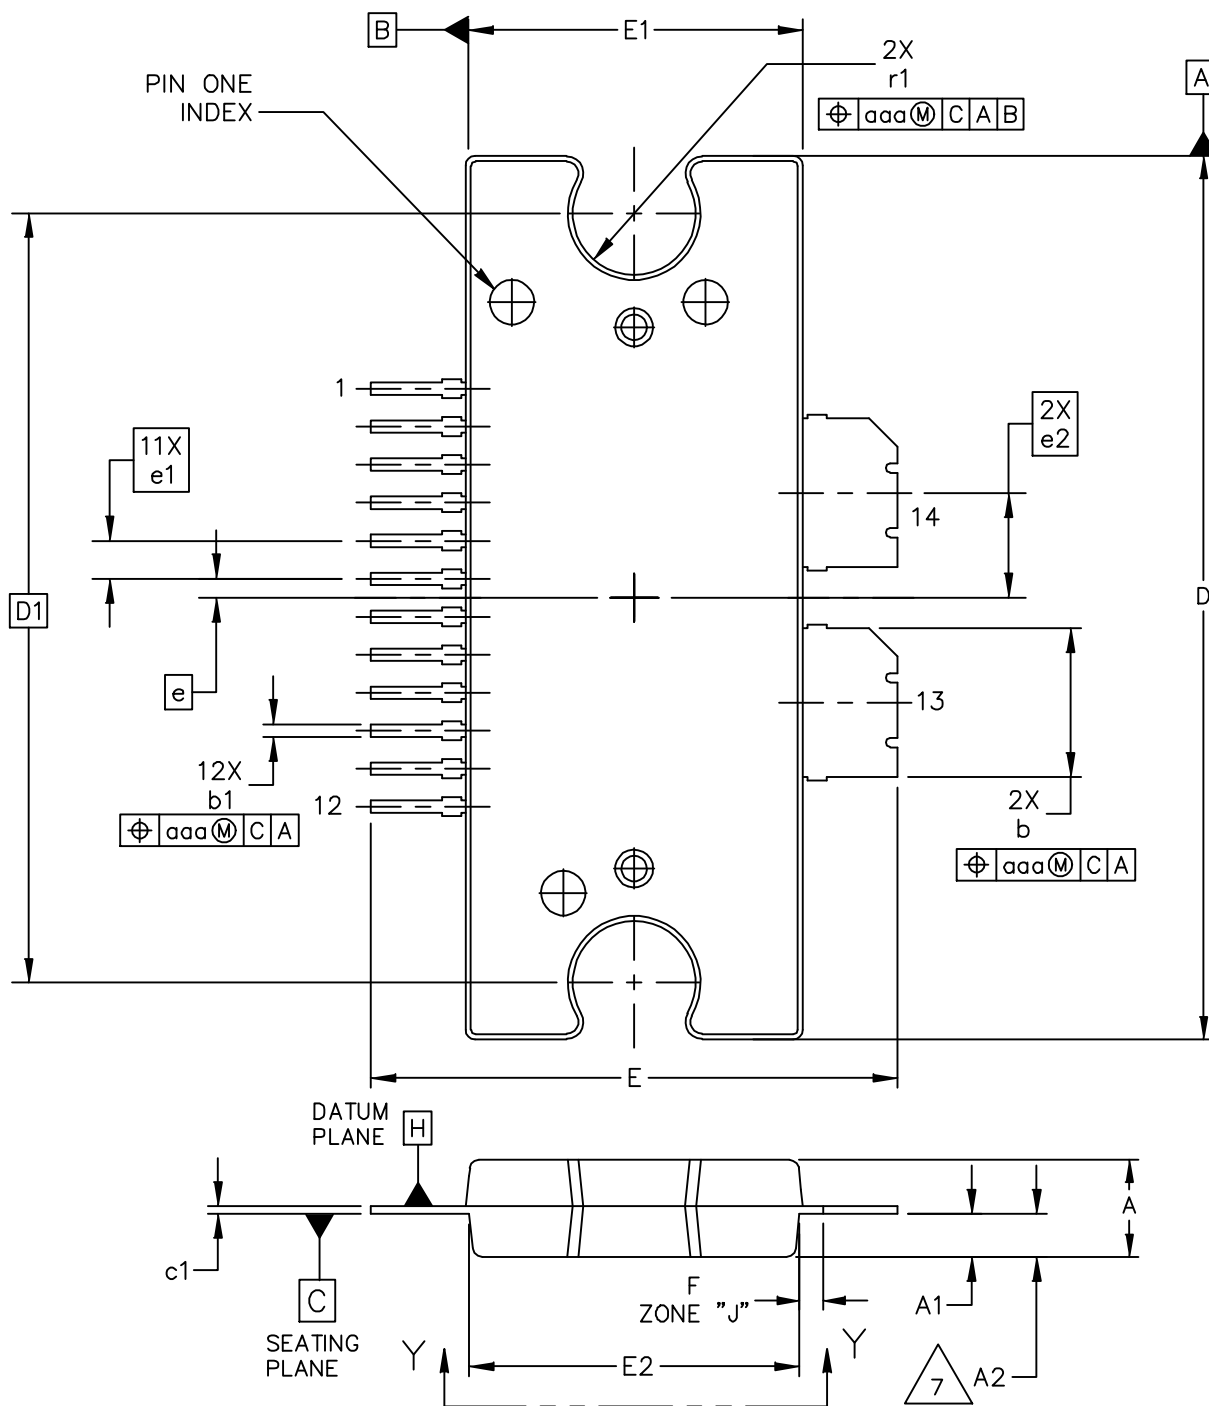 B
E1
2X
r1
⌖ aaa Ⓜ C A B
A
PIN ONE
INDEX
1
11X
e1
2X
e2
14
D1
D
e
13
12X
b1
⌖ aaa Ⓜ C A
12
2X
b
⌖ aaa Ⓜ C A
E
DATUM
PLANE
H
A
c1
C
SEATING
PLANE
F
ZONE "J"
A1
Y
Y
E2
7
A2